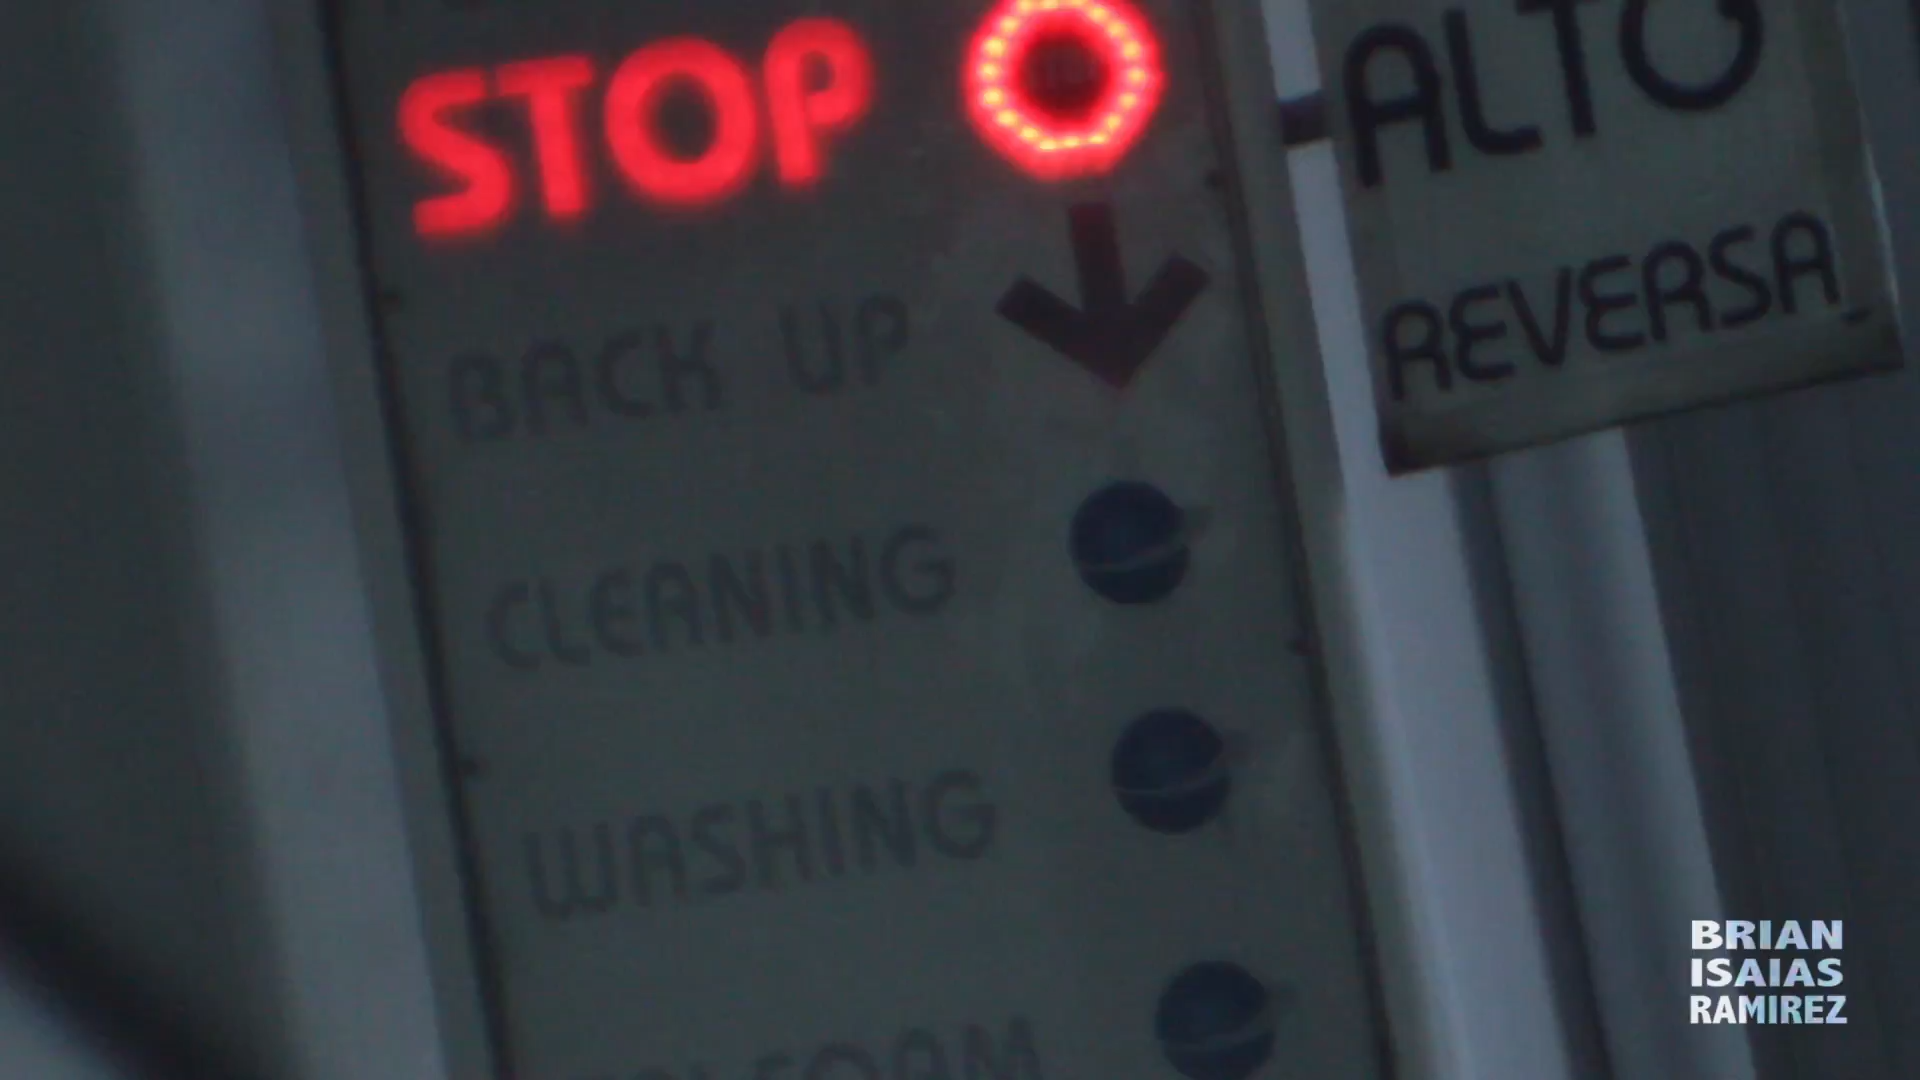 STOP
BACK UP
CLEANING
WASHING
ALTO
REVERSA
BRIAN
ISAIAS
RAMIREZ